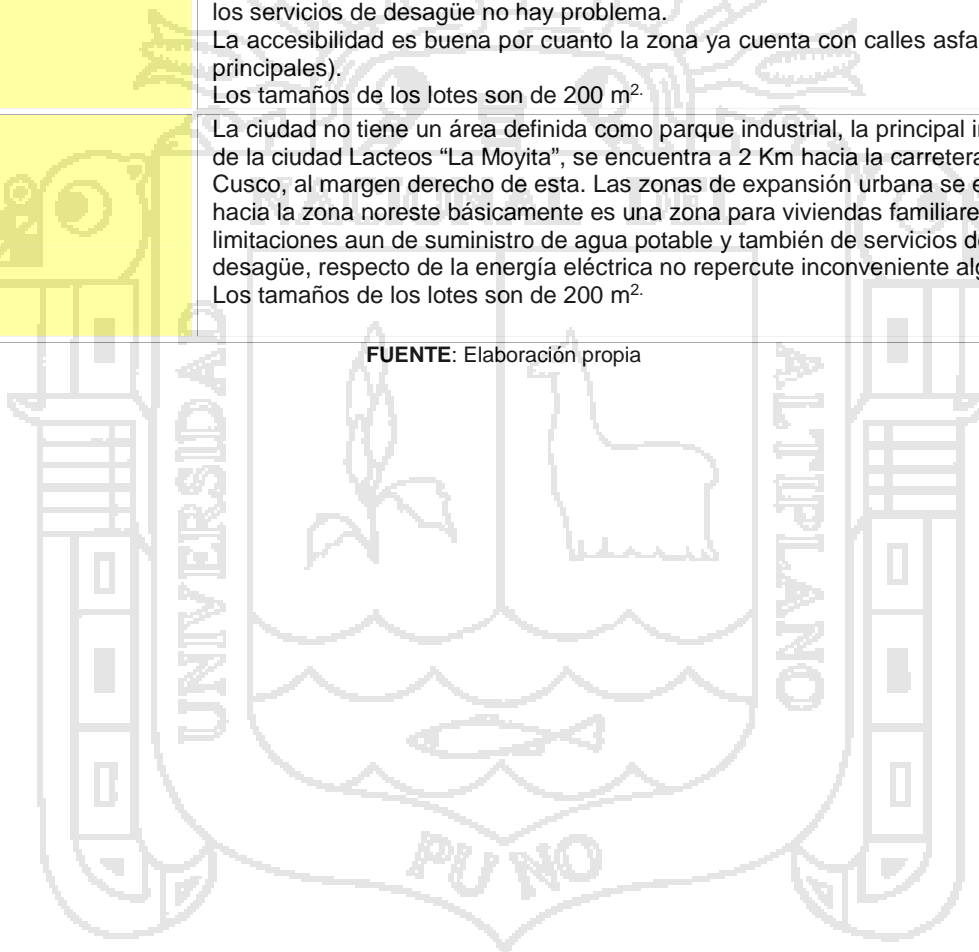 los servicios de desagüe no hay problema.
La accesibilidad es buena por cuanto la zona ya cuenta con calles
principales).
Los tamaños de los lotes son de 200 m2.
La ciudad no tiene un área definida como parque industrial, la principal
de la ciudad Lacteos “La Moyita”, se encuentra a 2 Km hacia la carretera
Cusco, al margen derecho de esta. Las zonas de expansión urbana se
hacia la zona noreste básicamente es una zona para viviendas
limitaciones aun de suministro de agua potable y también de servicios
desagüe, respecto de la energía eléctrica no repercute inconveniente
Los tamaños de los lotes son de 200 m2.
FUENTE: Elaboración propia
UNIVERSIDAD
NACIONAL DEL
ALTIPLANO
PUNO